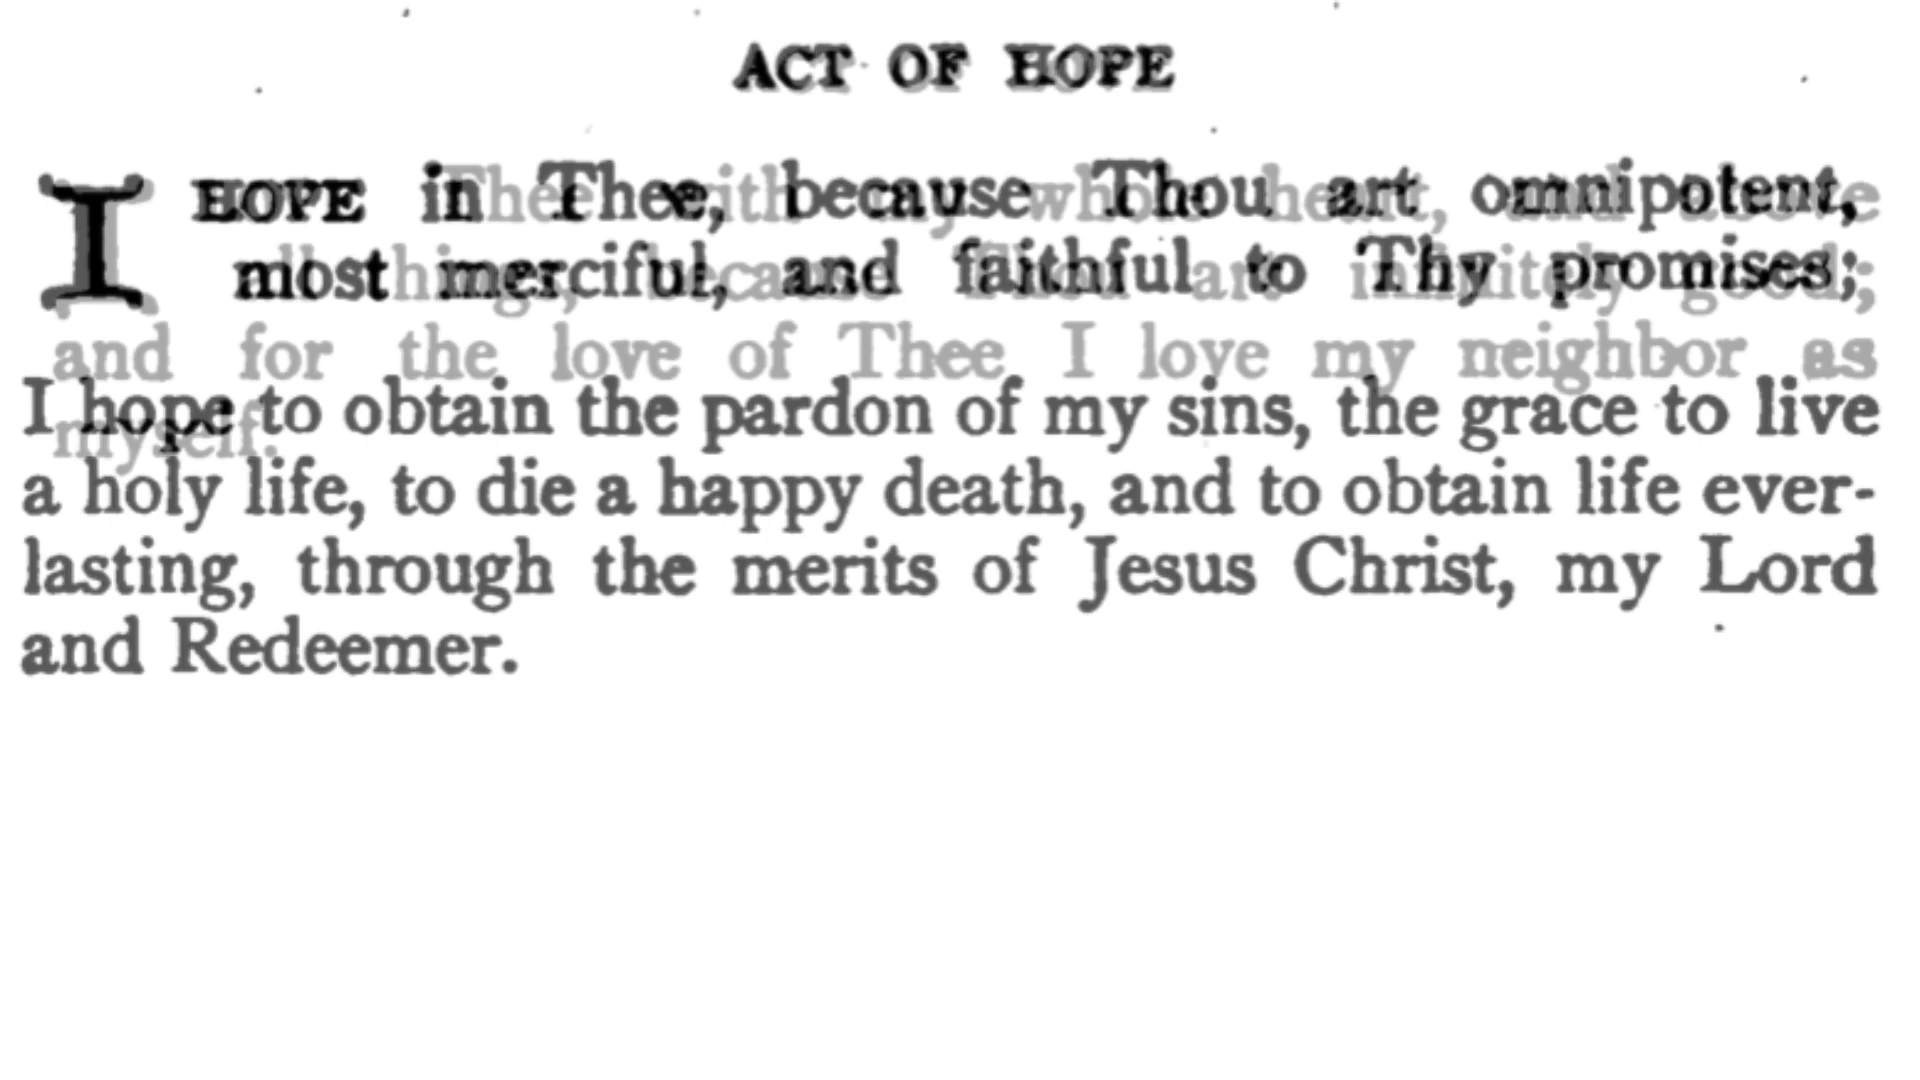 ACT OF HOPE
I HOPE in Thee, because Thou art omnipotent,
most merciful, and faithful to Thy promises;
and for the love of Thee I love my neighbor as
I hope to obtain the pardon of my sins, the grace to live
myself.
a holy life, to die a happy death, and to obtain life ever-
lasting, through the merits of Jesus Christ, my Lord
and Redeemer.